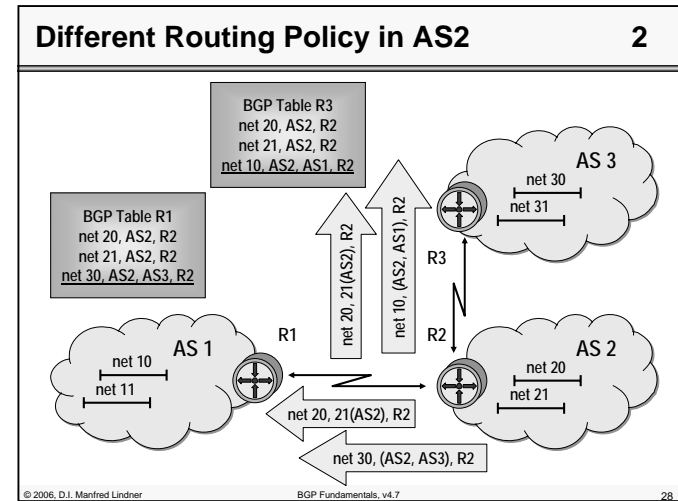 Different Routing Policy in AS2 2
BGP Table R3
net 20, AS2, R2
net 21, AS2, R2
net 10, AS2, AS1, R2
BGP Table R1
net 20, AS2, R2
net 21, AS2, R2
net 30, AS2, AS3, R2
net 20, 21(AS2), R2
net 10, (AS2, AS1), R2
AS 3
net 30
net 31
R3
R1
R2
AS 1
net 10
net 11
AS 2
net 20
net 21
net 20, 21(AS2), R2
net 30, (AS2, AS3), R2
© 2006, D.I. Manfred Lindner BGP Fundamentals, v4.7 28